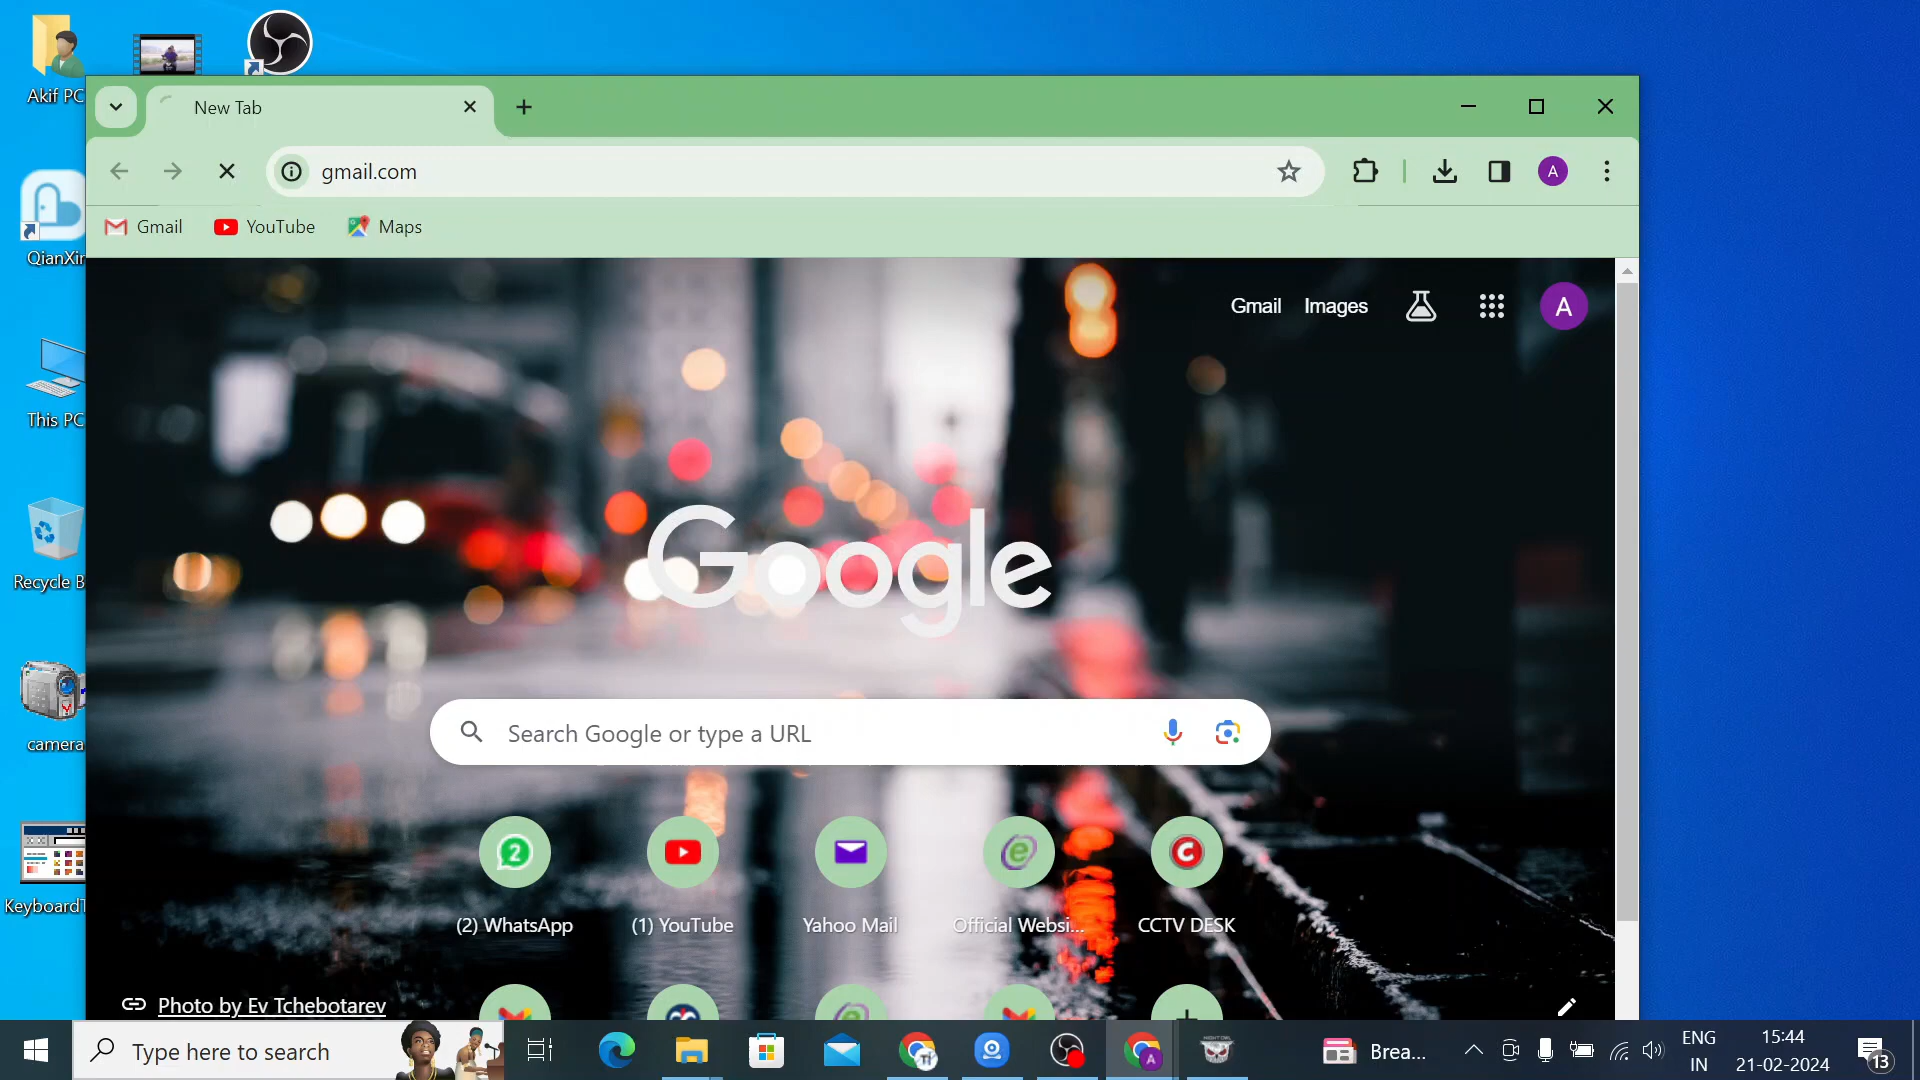 Akif PC
New Tab
gmail.com
A
Gmail
YouTube
Maps
QianXin
Gmail
Images
A
This PC
Google
Recycle B
Search Google or type a URL
camera
(2) WhatsApp
(1) YouTube
Yahoo Mail
Official Websi...
CCTV DESK
Photo by Ev Tchebotarev
Type here to search
Brea...
ENG
IN
15:44
21-02-2024
13